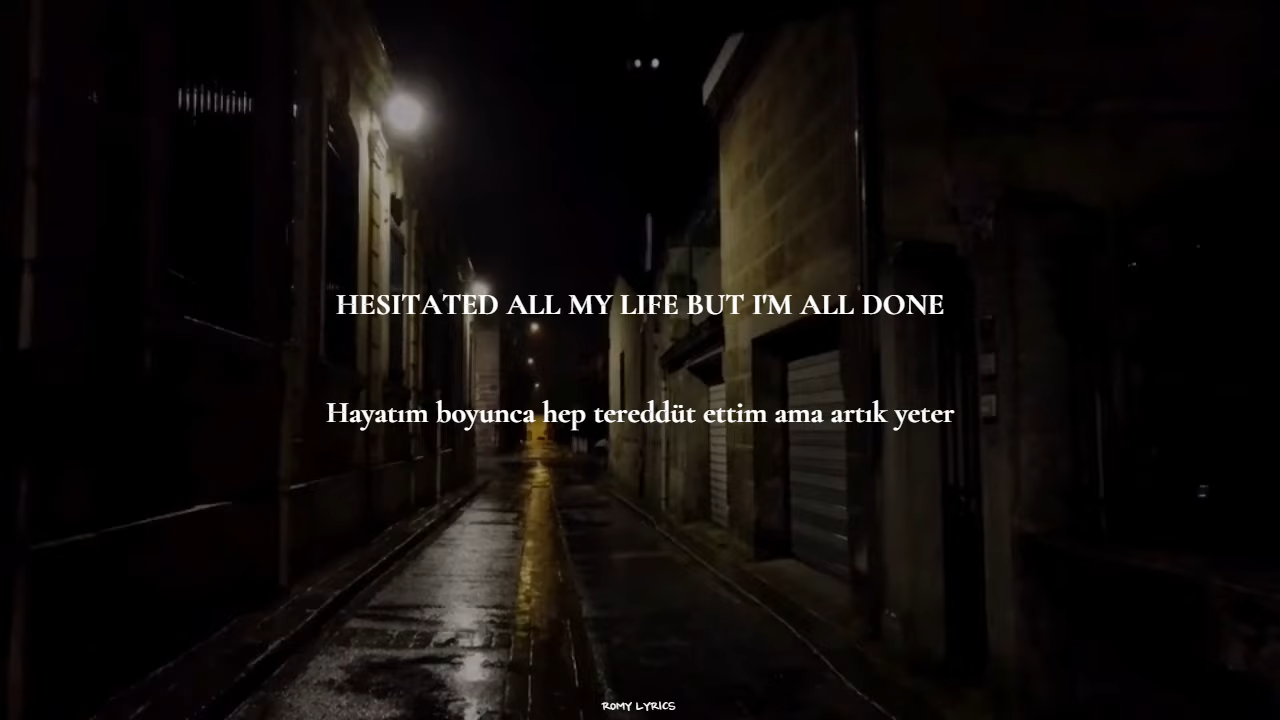 HESITATED ALL MY LIFE BUT I'M ALL DONE
Hayatım boyunca hep tereddüt ettim ama artık yeter
ROMY LYRICS